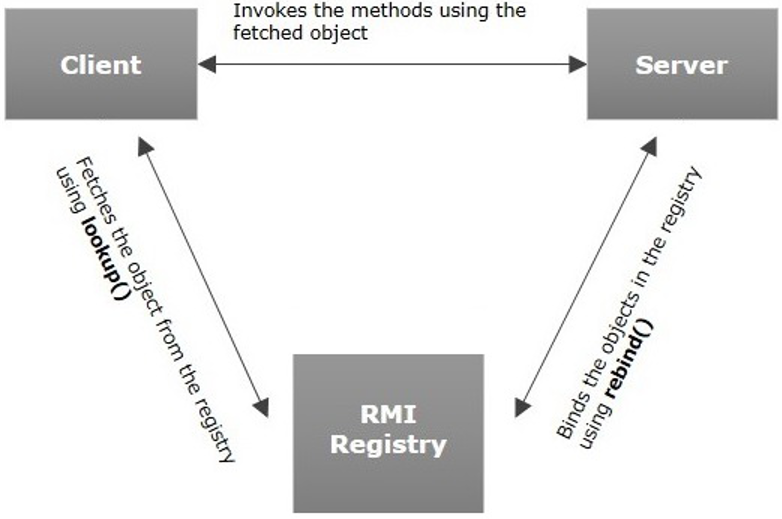 Invokes the methods using the
fetched object
Client
Server
Fetches the object from the registry
using lookup()
Binds the objects in the registry
using rebind()
RMI
Registry